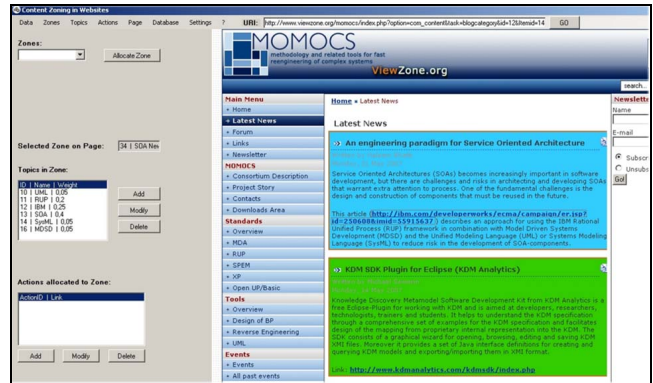 Content Zoning in Websites
Data Zones Topics Actions Page Database Settings ? URI: http://www.viewzone.org/momocs/index.php?option=com_content&task=blogcategory&id=12&Itemid=14 GO
Zones:
Allocate Zone
Selected Zone on Page: 34 | SOA New
Topics in Zone:
ID | Name | Weight
10 | UML | 0,05
11 | RUP | 0,2
12 | IBM | 0,25
13 | SOA | 0,4
14 | SysML | 0,05
16 | MDSD | 0,05
Add
Modify
Delete
Actions allocated to Zone:
ActionID | Link
Add Modify Delete
MOMOCS
methodology and related tools for fast
reengineering of complex systems
ViewZone.org
search...
Main Menu
Home
Latest News
Forum
Links
Newsletter
MOMOCS
Consortium Description
Project Story
Contacts
Downloads Area
Standards
Overview
MDA
RUP
SPEM
XP
Open UP/Basic
Tools
Overview
Design of BP
Reverse Engineering
UML
Events
Events
All past events
Home » Latest News
Latest News
An engineering paradigm for Service Oriented Architecture
Service Oriented Architectures (SOAs) becomes increasingly important in software
development, but there are challenges and risks in architecting and developing SOAs
that warrant extra attention to process. One of the fundamental challenges is the
design and construction of components that must be reused in the future.
This article (http://ibm.com/developerworks/ecma/campaign/er.jsp?
id=250608&imid=55915637) describes an approach for using the IBM Rational
Unified Process (RUP) framework in combination with Model Driven Systems
Development (MDSD) and the Unified Modeling Language (UML) or Systems Modeling
Language (SysML) to reduce risk in the development of SOA-components.
KDM SDK Plugin for Eclipse (KDM Analytics)
Knowledge Discovery Metamodel Software Development Kit from KDM Analytics is a
free Eclipse-Plugin for working with KDM and is aimed at developers, researchers,
technologists, trainers and students. It helps to understand the KDM specification
through a comprehensive set of examples for the KDM specification and facilitates
design of the mapping from proprietary internal representation into the KDM. The
SDK consists of a graphical wizard for opening, browsing, editing and saving KDM
XMI files. Moreover it provides a set of Java interface definitions for creating and
querying KDM models and exporting/importing them in XMI format.
Link: http://www.kdmanalytics.com/kdmsdk/index.php
Newslette
Name
E-mail
Subscr
Unsubs
Go!